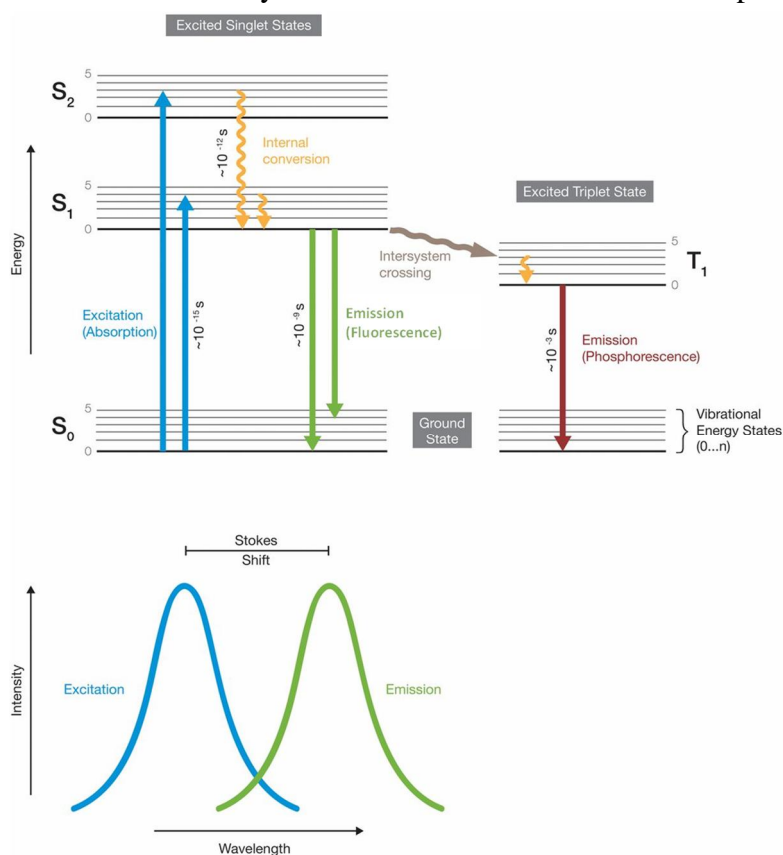 Excited Singlet States
S2
5
0
~10 -12 s
Internal
conversion
S1
5
0
Excited Triplet State
5
0
T1
Intersystem
crossing
Energy
Excitation
(Absorption)
~10 -15 s
~10 -9 s
Emission
(Fluorescence)
~10 -3 s
Emission
(Phosphorescence)
S0
5
0
Ground
State
Vibrational
Energy States
(0...n)
Stokes
Shift
Intensity
Excitation
Emission
Wavelength